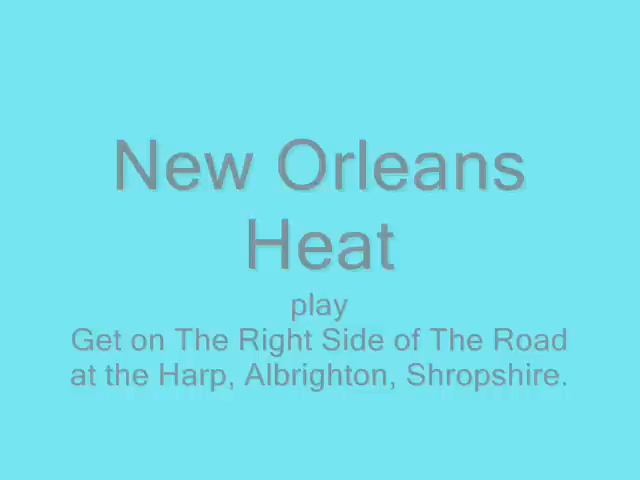 New Orleans
Heat
play
Get on The Right Side of The Road
at the Harp, Albrighton, Shropshire.